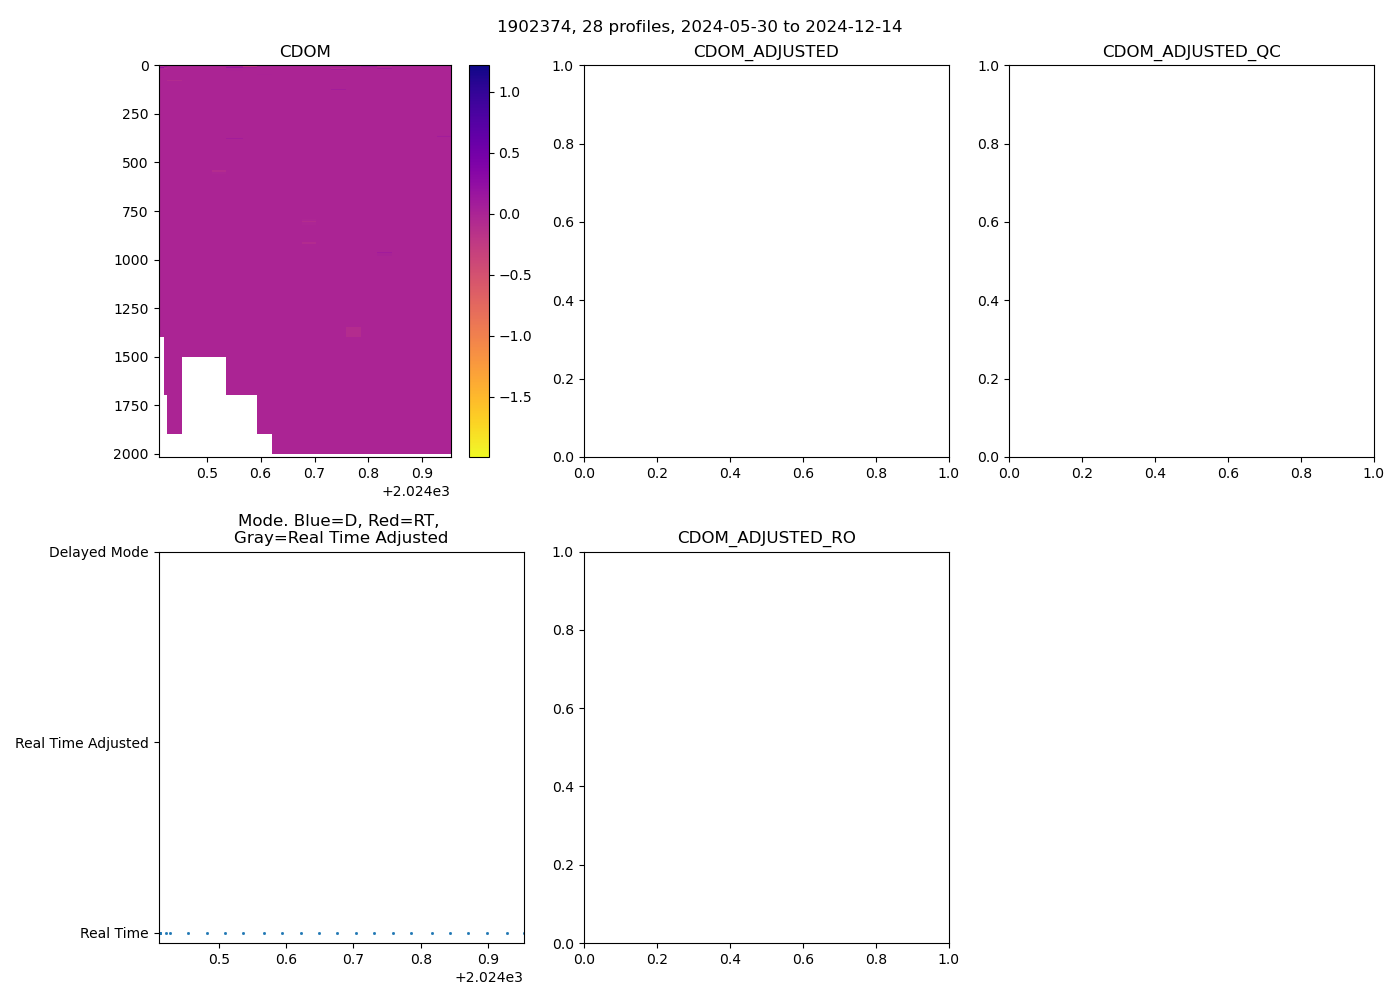 1902374, 28 profiles, 2024-05-30 to 2024-12-14
CDOM
0
250
500
750
1000
1250
1500
1750
2000
0.5 0.6 0.7 0.8 0.9
+2.024e3
1.0
0.5
0.0
−0.5
−1.0
−1.5
CDOM_ADJUSTED
1.0
0.8
0.6
0.4
0.2
0.0
0.0 0.2 0.4 0.6 0.8 1.0
CDOM_ADJUSTED_QC
1.0
0.8
0.6
0.4
0.2
0.0
0.0 0.2 0.4 0.6 0.8 1.0
Mode. Blue=D, Red=RT,
Gray=Real Time Adjusted
Delayed Mode
Real Time Adjusted
Real Time
0.5 0.6 0.7 0.8 0.9
+2.024e3
CDOM_ADJUSTED_RO
1.0
0.8
0.6
0.4
0.2
0.0
0.0 0.2 0.4 0.6 0.8 1.0